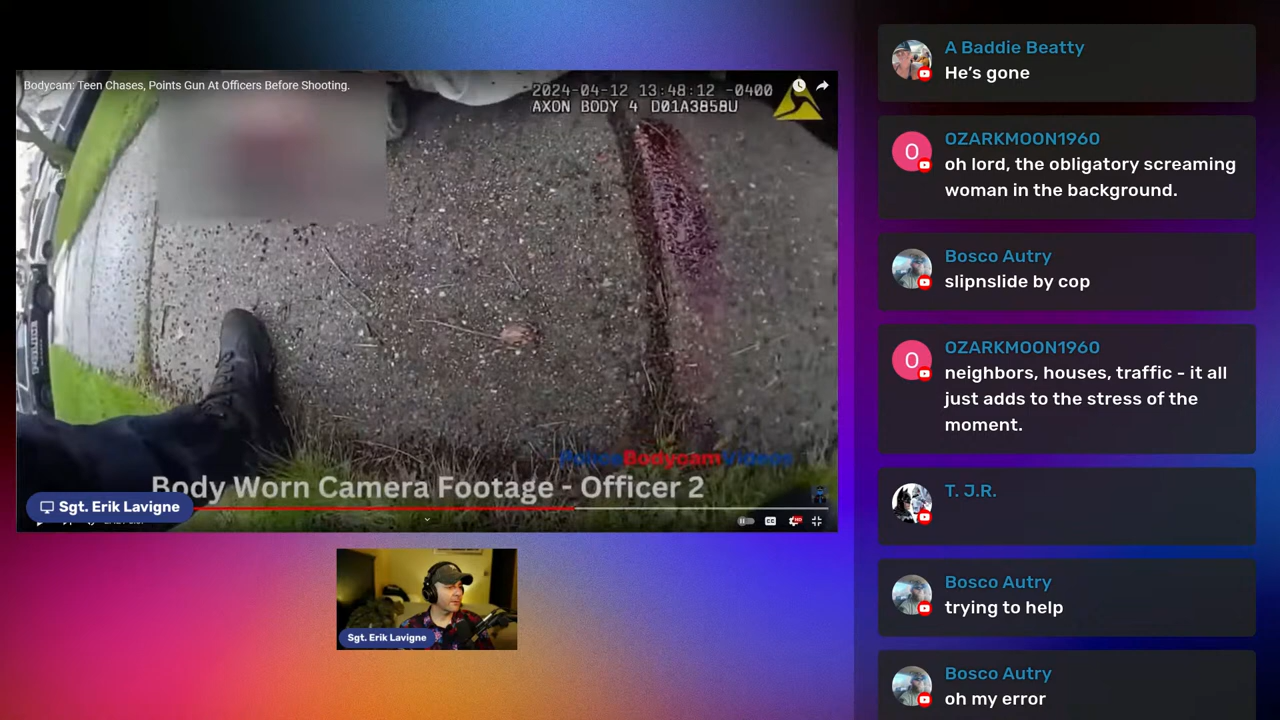 Bodycam: Teen Chases, Points Gun At Officers Before Shooting.
2024-04-12 13:48:12 -0400
AXON BODY 4 D01A3858U
PoliceBodycamVideos
Body Worn Camera Footage - Officer 2
Sgt. Erik Lavigne
CC
HD
Sgt. Erik Lavigne
A Baddie Beatty
He's gone
O
OZARKMOON1960
oh lord, the obligatory screaming
woman in the background.
Bosco Autry
slipnslide by cop
O
OZARKMOON1960
neighbors, houses, traffic - it all
just adds to the stress of the
moment.
T. J.R.
Bosco Autry
trying to help
Bosco Autry
oh my error